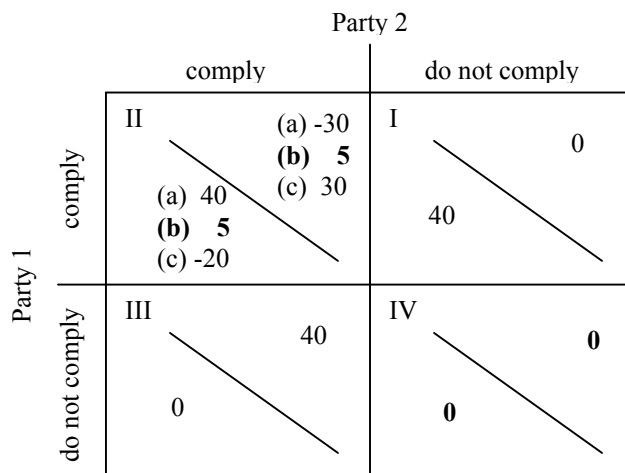 Party 2
comply do not comply
Party 1
comply
II
(a) -30
(b) 5
(c) 30
(a) 40
(b) 5
(c) -20
I
0
40
do not comply
III
40
0
IV
0
0